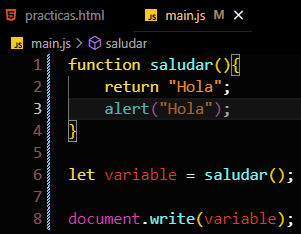 practicas.html main.js M ×
main.js > saludar
1 function saludar(){
2 return "Hola";
3 alert("Hola");
4 }
5
6 let variable = saludar();
7
8 document.write(variable);